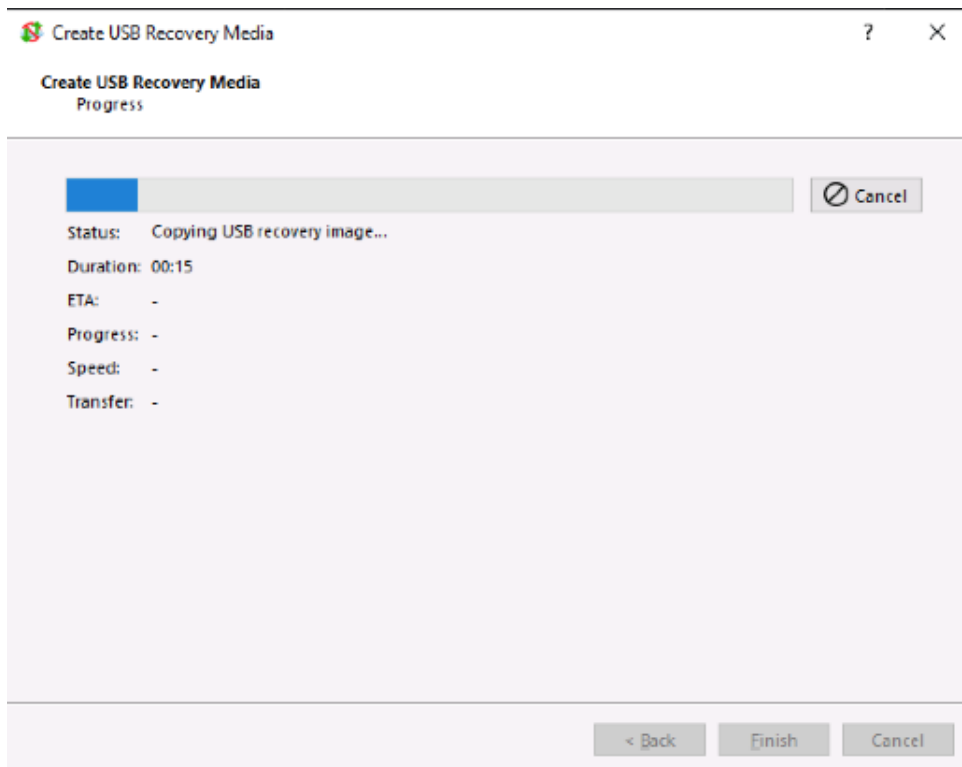 Create USB Recovery Media
?
Create USB Recovery Media
Progress
Cancel
Status: Copying USB recovery image...
Duration: 00:15
ETA: -
Progress: -
Speed: -
Transfer: -
< Back Finish Cancel